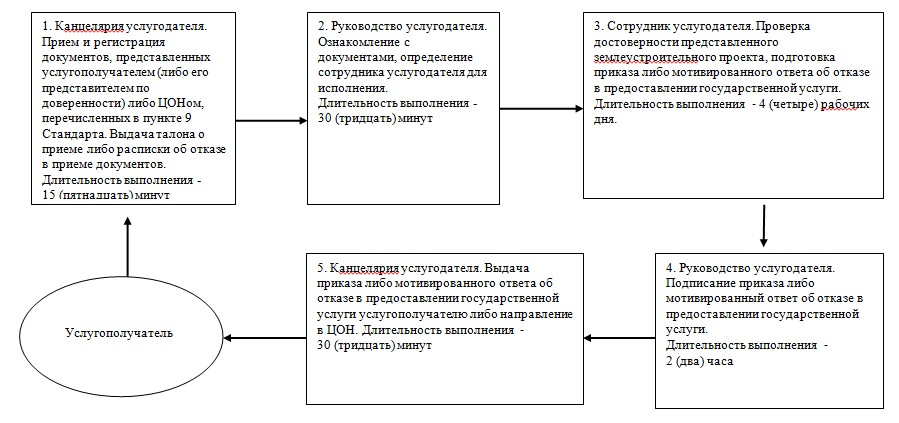 1. Канцелярия услугодателя.
Прием и регистрация
документов, представленных
услугополучателем (либо его
представителем по
доверенности) либо ЦОНом,
перечисленных в пункте 9
Стандарта. Выдача талона о
приеме либо расписки об отказе
в приеме документов.
Длительность выполнения -
15 (пятнадцать) минут
2. Руководство услугодателя.
Ознакомление с
документами, определение
сотрудника услугодателя для
исполнения.
Длительность выполнения -
30 (тридцать) минут
3. Сотрудник услугодателя. Проверка
достоверности представленного
землеустроительного проекта, подготовка
приказа либо мотивированного ответа об отказе
в предоставлении государственной услуги.
Длительность выполнения - 4 (четыре) рабочих
дня.
4. Руководство услугодателя.
Подписание приказа либо
мотивированный ответ об отказе в
предоставлении государственной
услуги.
Длительность выполнения -
2 (два) часа
5. Канцелярия услугодателя. Выдача
приказа либо мотивированного ответа об
отказе в предоставлении государственной
услуги услугополучателю либо направление
в ЦОН. Длительность выполнения -
30 (тридцать) минут
Услугополучатель